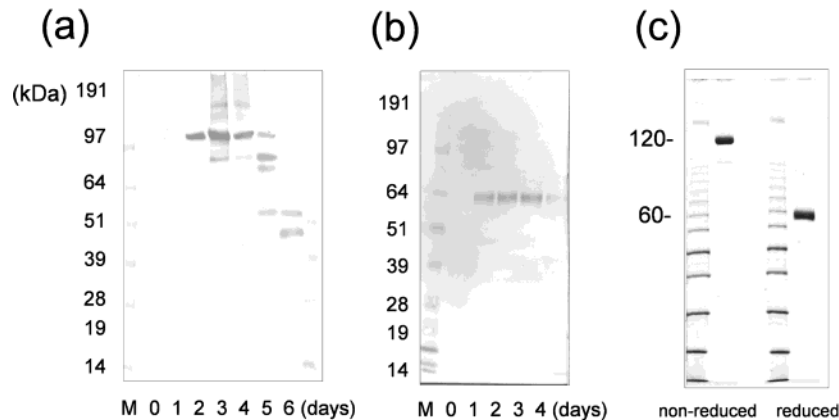 (a)
(kDa)
191
97
64
51
39
28
19
14
M 0 1 2 3 4 5 6 (days)
(b)
191
97
64
51
39
28
19
14
M 0 1 2 3 4 (days)
(c)
120-
60-
non-reduced reduced